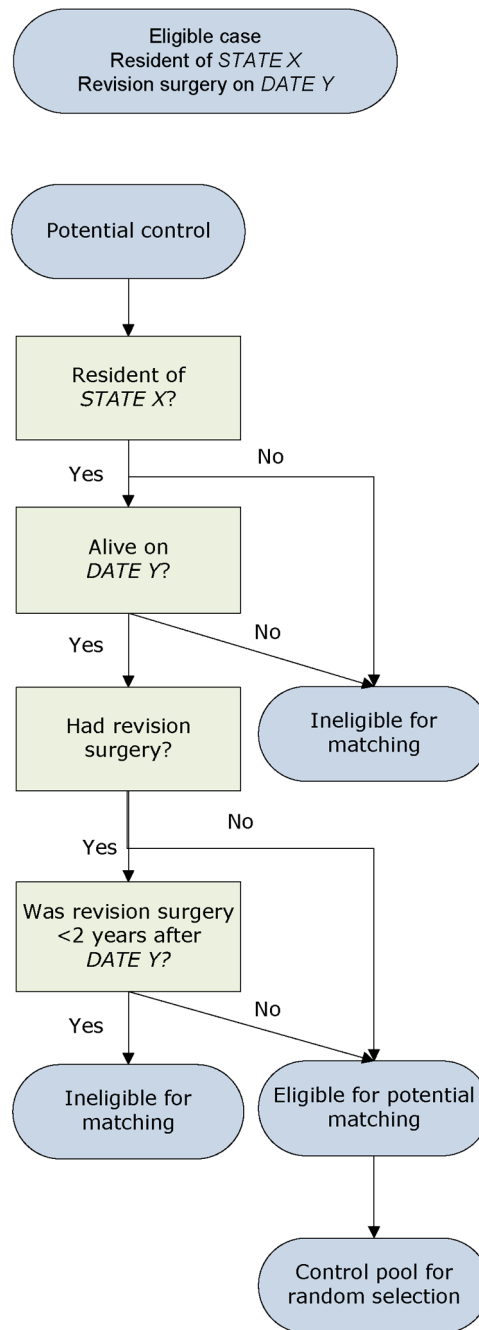 Eligible case
Resident of STATE X
Revision surgery on DATE Y
Potential control
Resident of
STATE X?
No
Yes
Alive on
DATE Y?
No
Yes
Ineligible for
matching
Had revision
surgery?
No
Yes
Was revision surgery
<2 years after
DATE Y?
No
Yes
Ineligible for
matching
Eligible for potential
matching
Control pool for
random selection